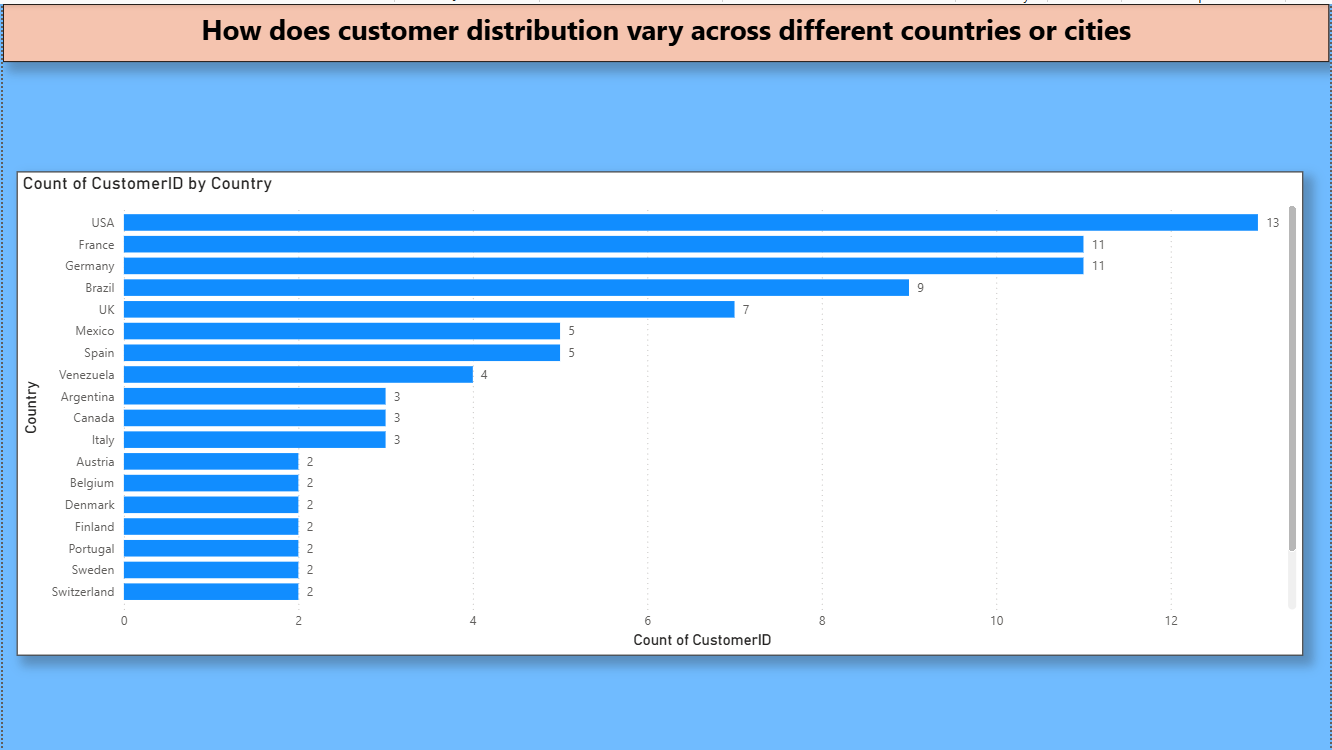 How does customer distribution vary across different countries or cities
Count of CustomerID by Country
USA 13
France 11
Germany 11
Brazil 9
UK 7
Mexico 5
Spain 5
Venezuela 4
Argentina 3
Canada 3
Italy 3
Austria 2
Belgium 2
Denmark 2
Finland 2
Portugal 2
Sweden 2
Switzerland 2
Country
0 2 4 6 8 10 12
Count of CustomerID